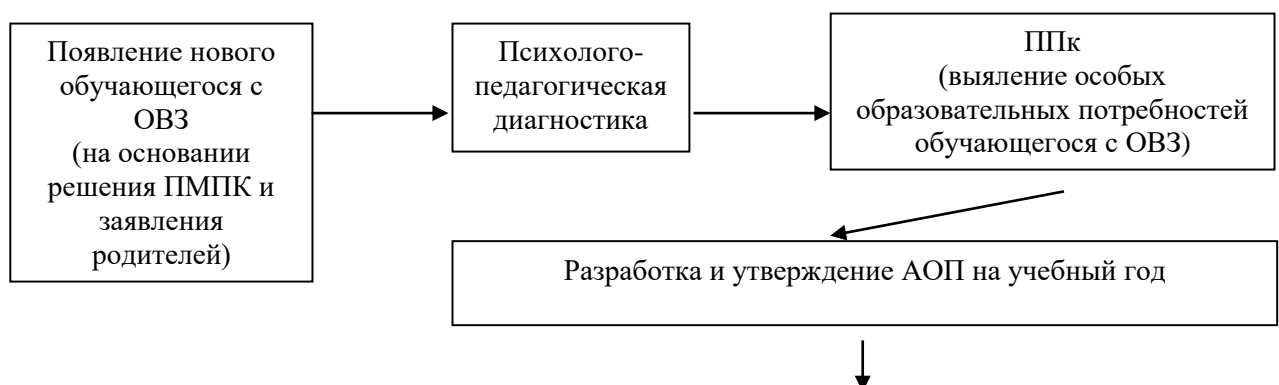 Появление нового
обучающегося с
ОВЗ
(на основании
решения ПМПК и
заявления
родителей)
Психолого-
педагогическая
диагностика
ППк
(выяление особых
образовательных потребностей
обучающегося с ОВЗ)
Разработка и утверждение АОП на учебный год